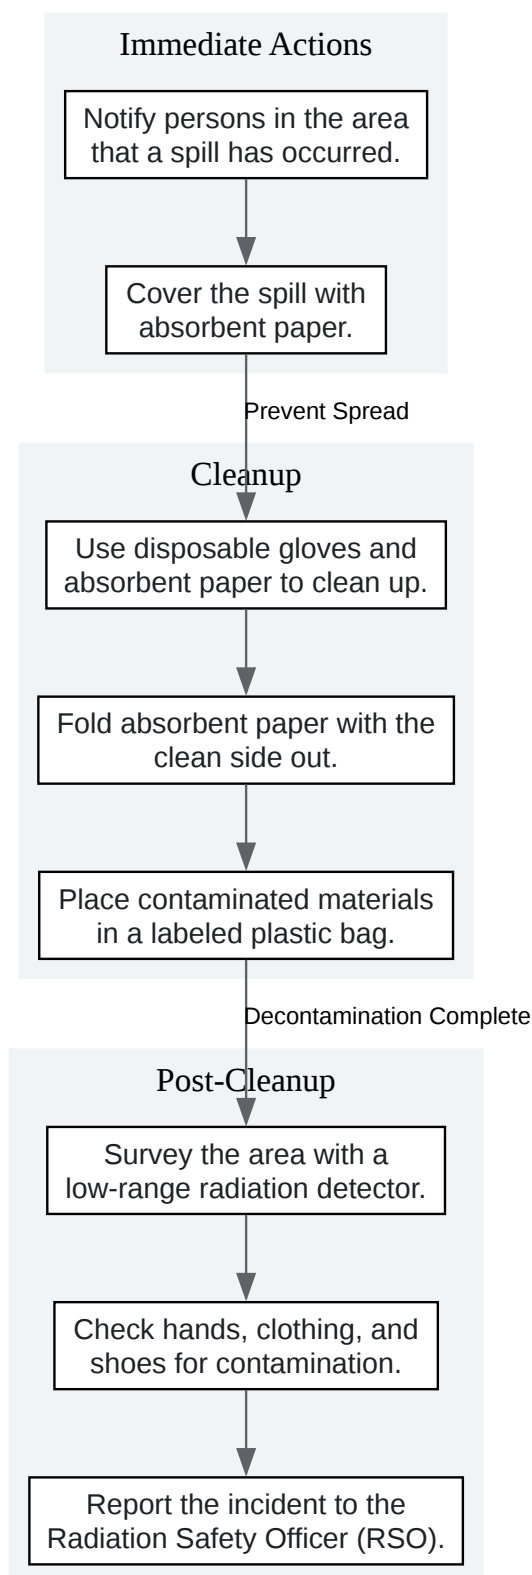 Immediate Actions
Notify persons in the area
that a spill has occurred.
Cover the spill with
absorbent paper.
Prevent Spread
Cleanup
Use disposable gloves and
absorbent paper to clean up.
Fold absorbent paper with the
clean side out.
Place contaminated materials
in a labeled plastic bag.
Decontamination Complete
Post-Cleanup
Survey the area with a
low-range radiation detector.
Check hands, clothing, and
shoes for contamination.
Report the incident to the
Radiation Safety Officer (RSO).